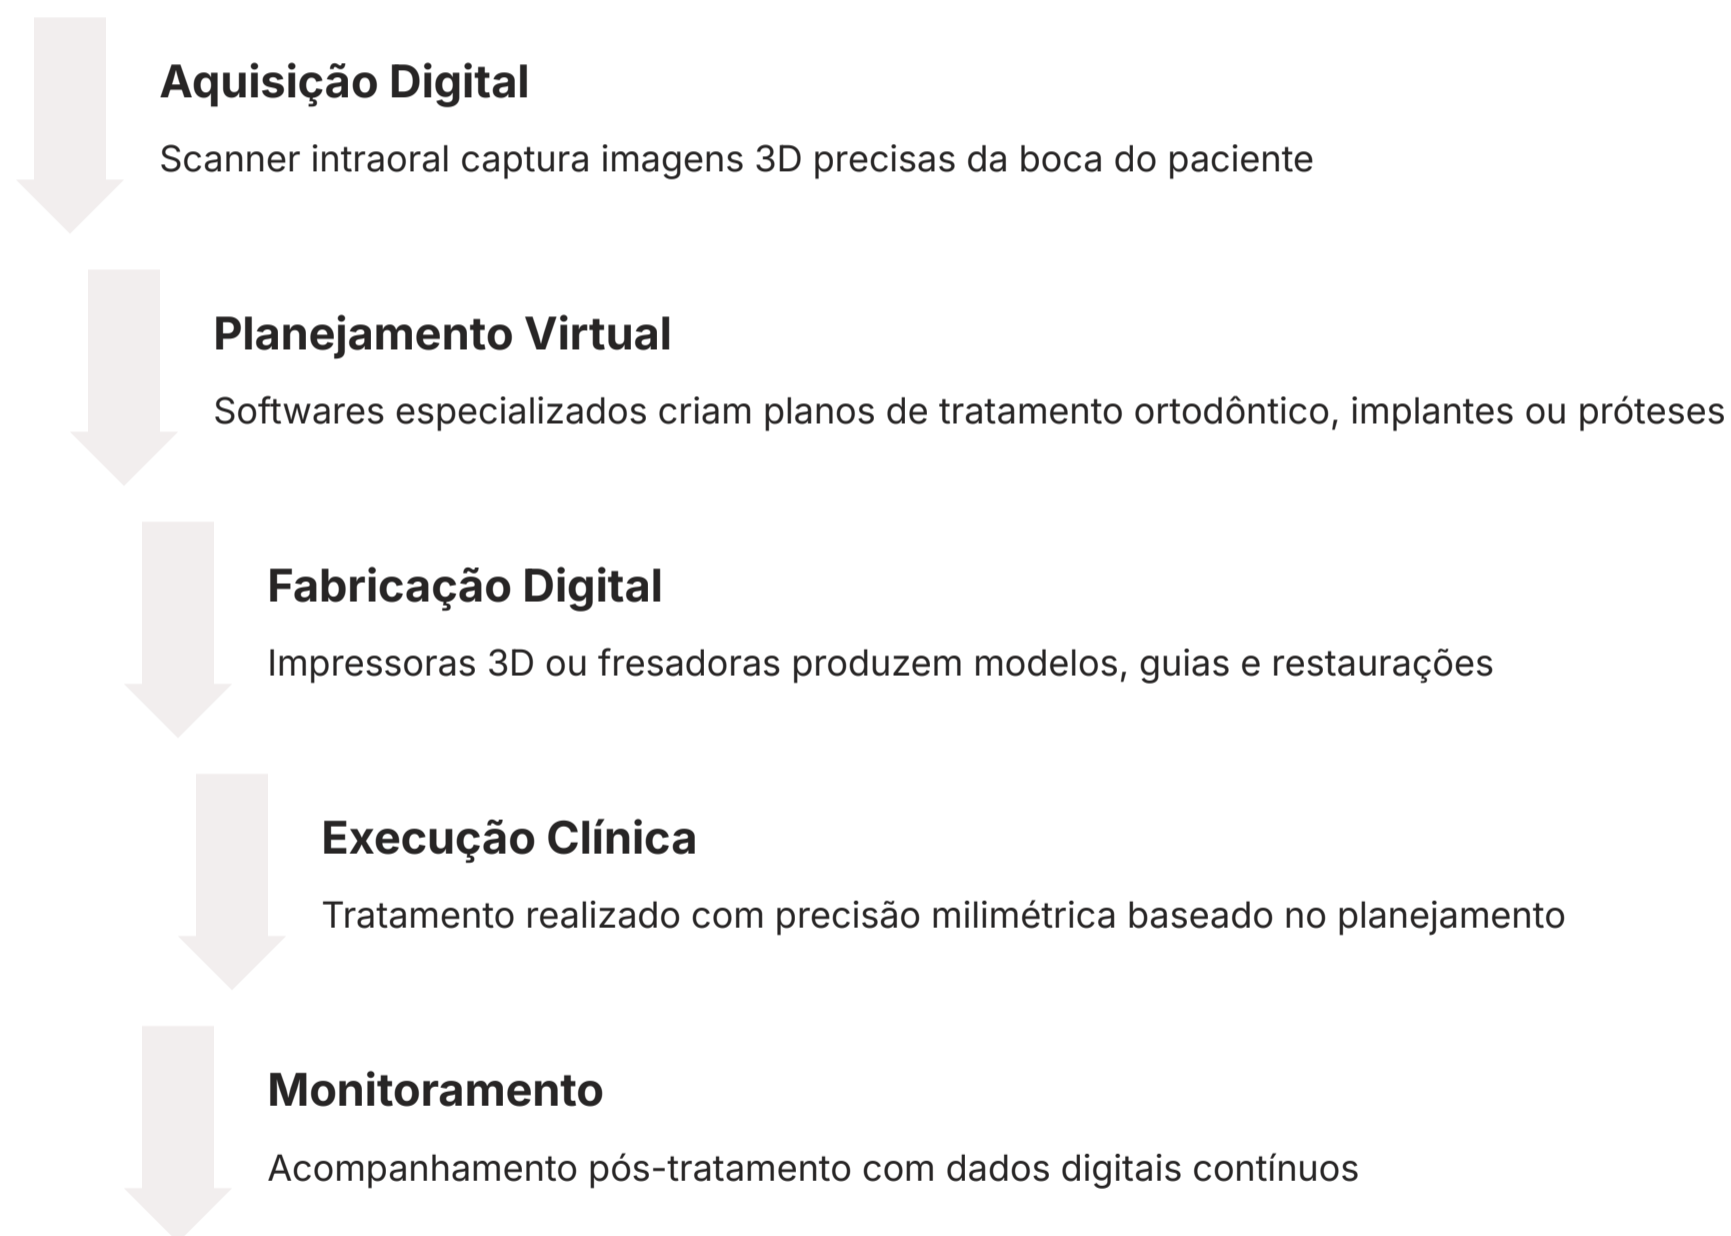 Aquisição Digital
Scanner intraoral captura imagens 3D precisas da boca do paciente
Planejamento Virtual
Softwares especializados criam planos de tratamento ortodôntico, implantes ou próteses
Fabricação Digital
Impressoras 3D ou fresadoras produzem modelos, guias e restaurações
Execução Clínica
Tratamento realizado com precisão milimétrica baseado no planejamento
Monitoramento
Acompanhamento pós-tratamento com dados digitais contínuos